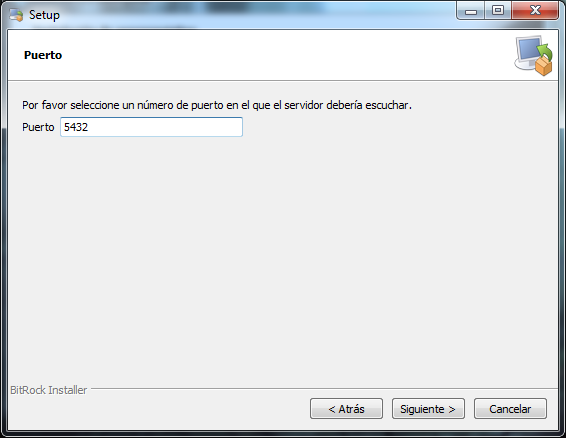 Setup
Puerto
Por favor seleccione un número de puerto en el que el servidor debería escuchar.
Puerto 5432
BitRock Installer
< Atrás Siguiente > Cancelar